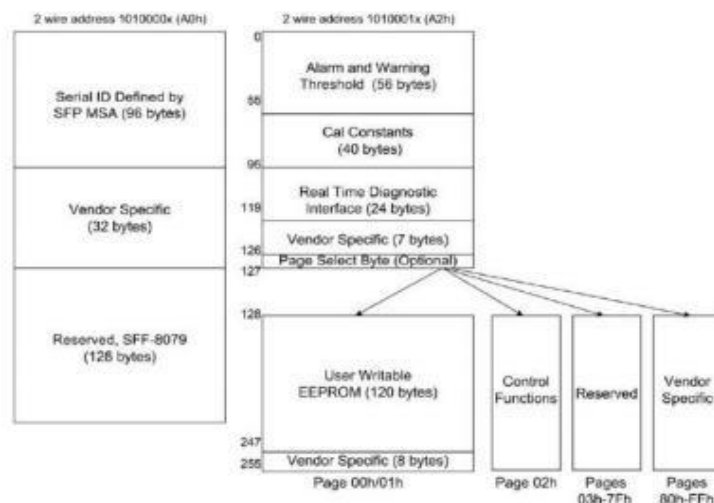 2 wire address 1010000x (A0h)
Serial ID Defined by
SFP MSA (96 bytes)
Vendor Specific
(32 bytes)
Reserved, SFF-8079
(128 bytes)
2 wire address 1010001x (A2h)
0
Alarm and Warning
Threshold (56 bytes)
55
Cal Constants
(40 bytes)
95
Real Time Diagnostic
Interface (24 bytes)
119
Vendor Specific (7 bytes)
126
Page Select Byte (Optional)
127
128
User Writable
EEPROM (120 bytes)
247
Vendor Specific (8 bytes)
255
Page 00h/01h
Control
Functions
Page 02h
Reserved
Pages
03h-7Fh
Vendor
Specific
Pages
80h-FFh